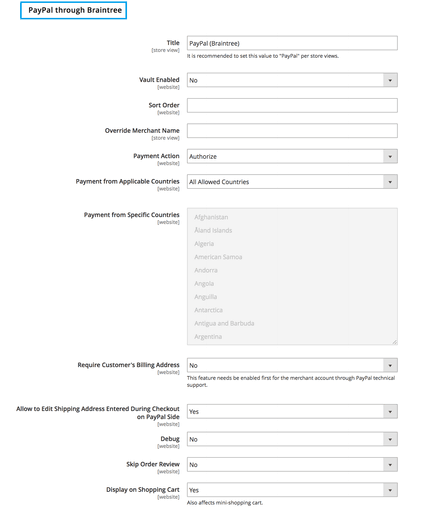 PayPal through Braintree
Title
[store view]
PayPal (Braintree)
It is recommended to set this value to "PayPal" per store views.
Vault Enabled
[website]
No
Sort Order
[website]
Override Merchant Name
[store view]
Payment Action
[website]
Authorize
Payment from Applicable Countries
[website]
All Allowed Countries
Payment from Specific Countries
[website]
Afghanistan
Åland Islands
Algeria
American Samoa
Andorra
Angola
Anguilla
Antarctica
Antigua and Barbuda
Argentina
Require Customer's Billing Address
[website]
No
This feature needs be enabled first for the merchant account through PayPal technical
support.
Allow to Edit Shipping Address Entered During Checkout
on PayPal Side
[website]
Yes
Debug
[website]
No
Skip Order Review
[website]
No
Display on Shopping Cart
[website]
Yes
Also affects mini-shopping cart.